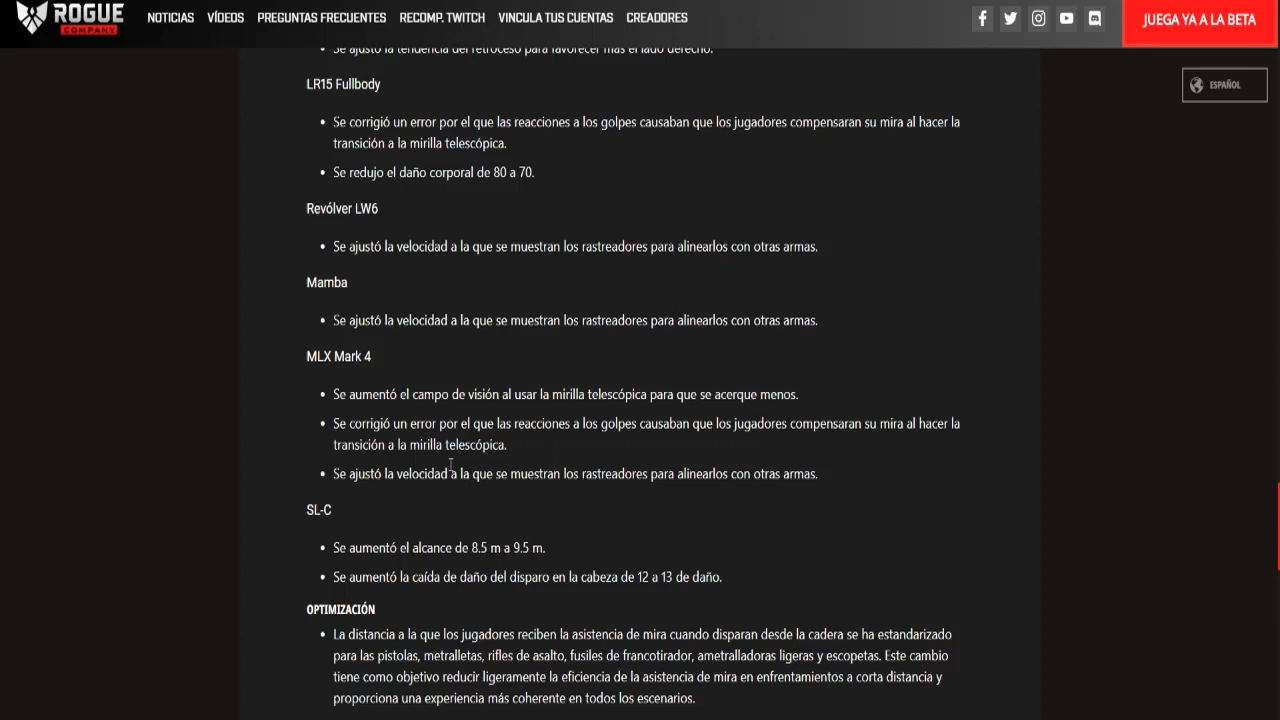 ROGUE
COMPANY
NOTICIAS VÍDEOS PREGUNTAS FRECUENTES RECOMP. TWITCH VINCULA TUS CUENTAS CREADORES
JUEGA YA A LA BETA
ESPAÑOL
• Se ajustó la tendencia del retroceso para favorecer más el lado derecho.
LR15 Fullbody
• Se corrigió un error por el que las reacciones a los golpes causaban que los jugadores compensaran su mira al hacer la
transición a la mirilla telescópica.
• Se redujo el daño corporal de 80 a 70.
Revólver LW6
• Se ajustó la velocidad a la que se muestran los rastreadores para alinearlos con otras armas.
Mamba
• Se ajustó la velocidad a la que se muestran los rastreadores para alinearlos con otras armas.
MLX Mark 4
• Se aumentó el campo de visión al usar la mirilla telescópica para que se acerque menos.
• Se corrigió un error por el que las reacciones a los golpes causaban que los jugadores compensaran su mira al hacer la
transición a la mirilla telescópica.
• Se ajustó la velocidad a la que se muestran los rastreadores para alinearlos con otras armas.
SL-C
• Se aumentó el alcance de 8.5 m a 9.5 m.
• Se aumentó la caída de daño del disparo en la cabeza de 12 a 13 de daño.
OPTIMIZACIÓN
• La distancia a la que los jugadores reciben la asistencia de mira cuando disparan desde la cadera se ha estandarizado
para las pistolas, metralletas, rifles de asalto, fusiles de francotirador, ametralladoras ligeras y escopetas. Este cambio
tiene como objetivo reducir ligeramente la eficiencia de la asistencia de mira en enfrentamientos a corta distancia y
proporciona una experiencia más coherente en todos los escenarios.